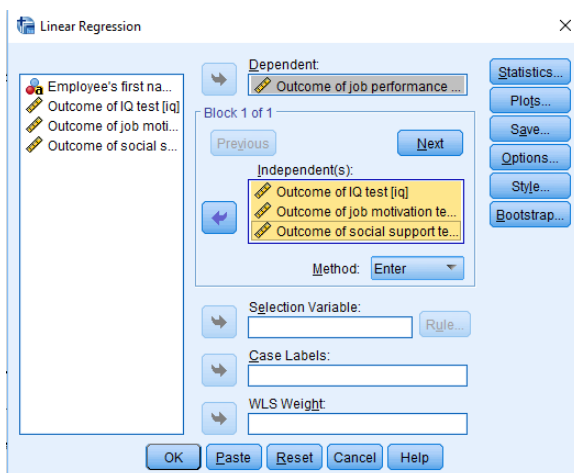 Linear Regression
Employee's first na...
Outcome of IQ test [iq]
Outcome of job moti...
Outcome of social s...
Dependent:
Outcome of job performance ...
Block 1 of 1
Previous
Next
Independent(s):
Outcome of IQ test [iq]
Outcome of job motivation te...
Outcome of social support te...
Method: Enter
Selection Variable:
Rule...
Case Labels:
WLS Weight:
Statistics...
Plots...
Save...
Options...
Style...
Bootstrap...
OK Paste Reset Cancel Help